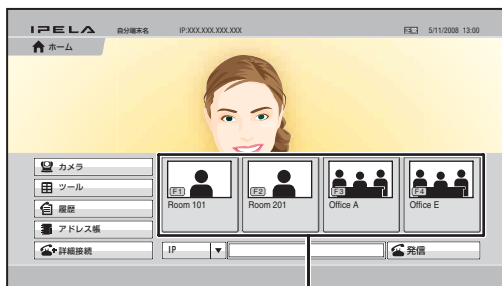 IPELA 自分端末名 IP:XXX.XXX.XXX.XXX 5/11/2008 13:00
ホーム
カメラ
ツール
履歴
アドレス帳
詳細接続
F1 Room 101
F2 Room 201
F3 Office A
F4 Office E
IP 発信